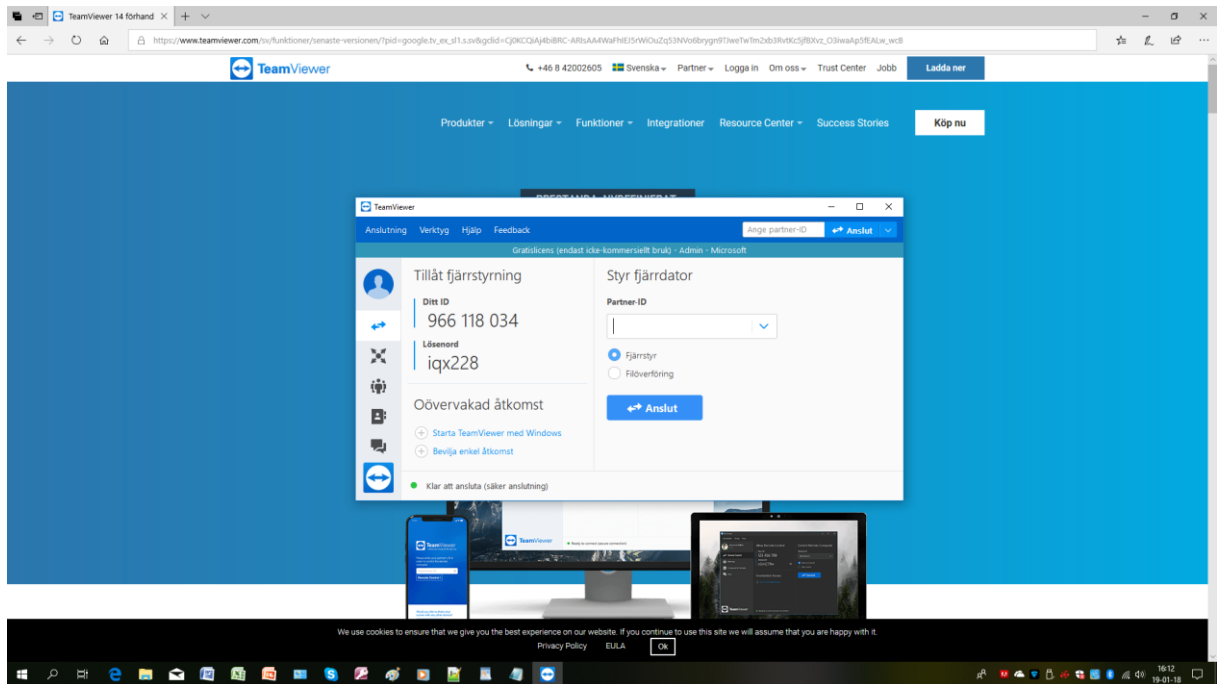 TeamViewer 14 förhand
https://www.teamviewer.com/sv/funktioner/senaste-versionen/?pid=google.tv_ex_sl1.s.sv&gclid=
TeamViewer
+46 8 42002605 Svenska Partner Logga in Om oss Trust Center Jobb Ladda ner
Produkter Lösningar Funktioner Integrationer Resource Center Success Stories Köp nu
TeamViewer
Anslutning Verktyg Hjälp Feedback Ange partner-ID Anslut
Gratislicens (endast icke-kommersiellt bruk) - Admin - Microsoft
Tillåt fjärrstyrning
Ditt ID
966 118 034
Lösenord
iqx228
Oövervakad åtkomst
Starta TeamViewer med Windows
Bevilja enkel åtkomst
Styr fjärrdator
Partner-ID
Fjärrstyr
Filöverföring
Anslut
Klar att ansluta (säker anslutning)
TeamViewer
TeamViewer
We use cookies to ensure that we give you the best experience on our website. If you continue to use this site we will assume that you are happy with it.
Privacy Policy EULA Ok
16:12
19-01-18